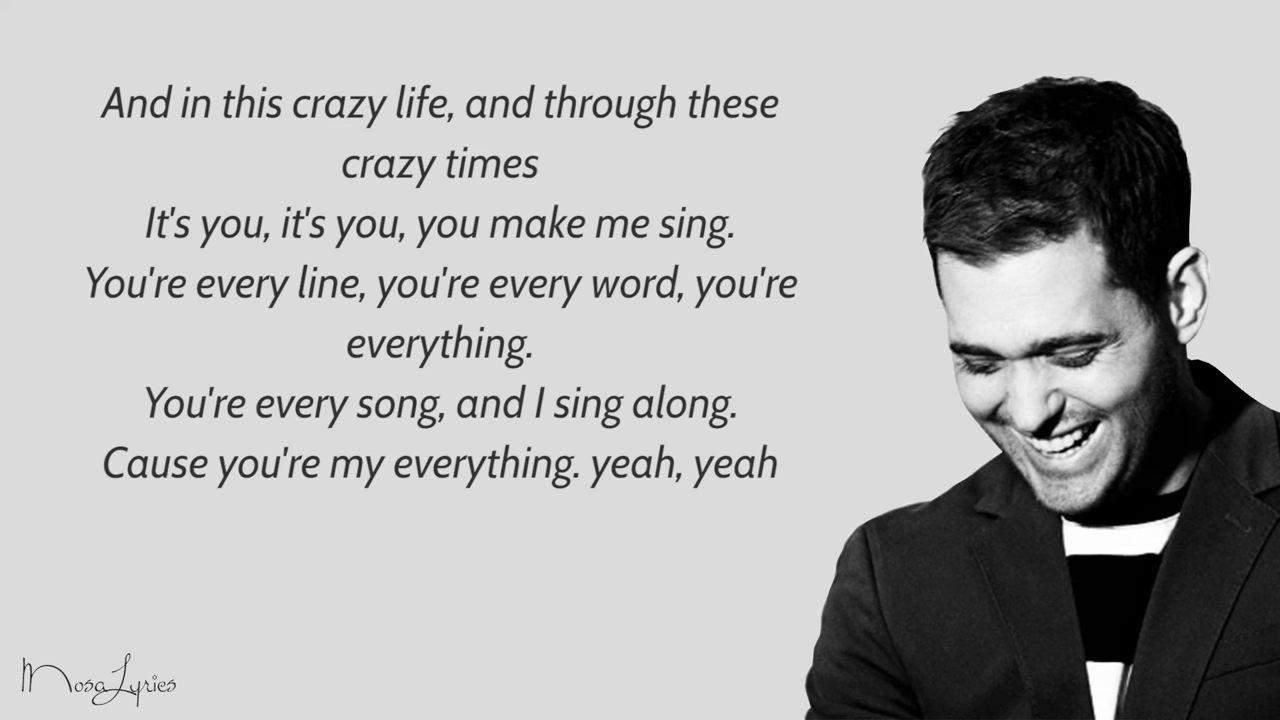 And in this crazy life, and through these
crazy times
It's you, it's you, you make me sing.
You're every line, you're every word, you're
everything.
You're every song, and I sing along.
Cause you're my everything. yeah, yeah
MosaLyrics